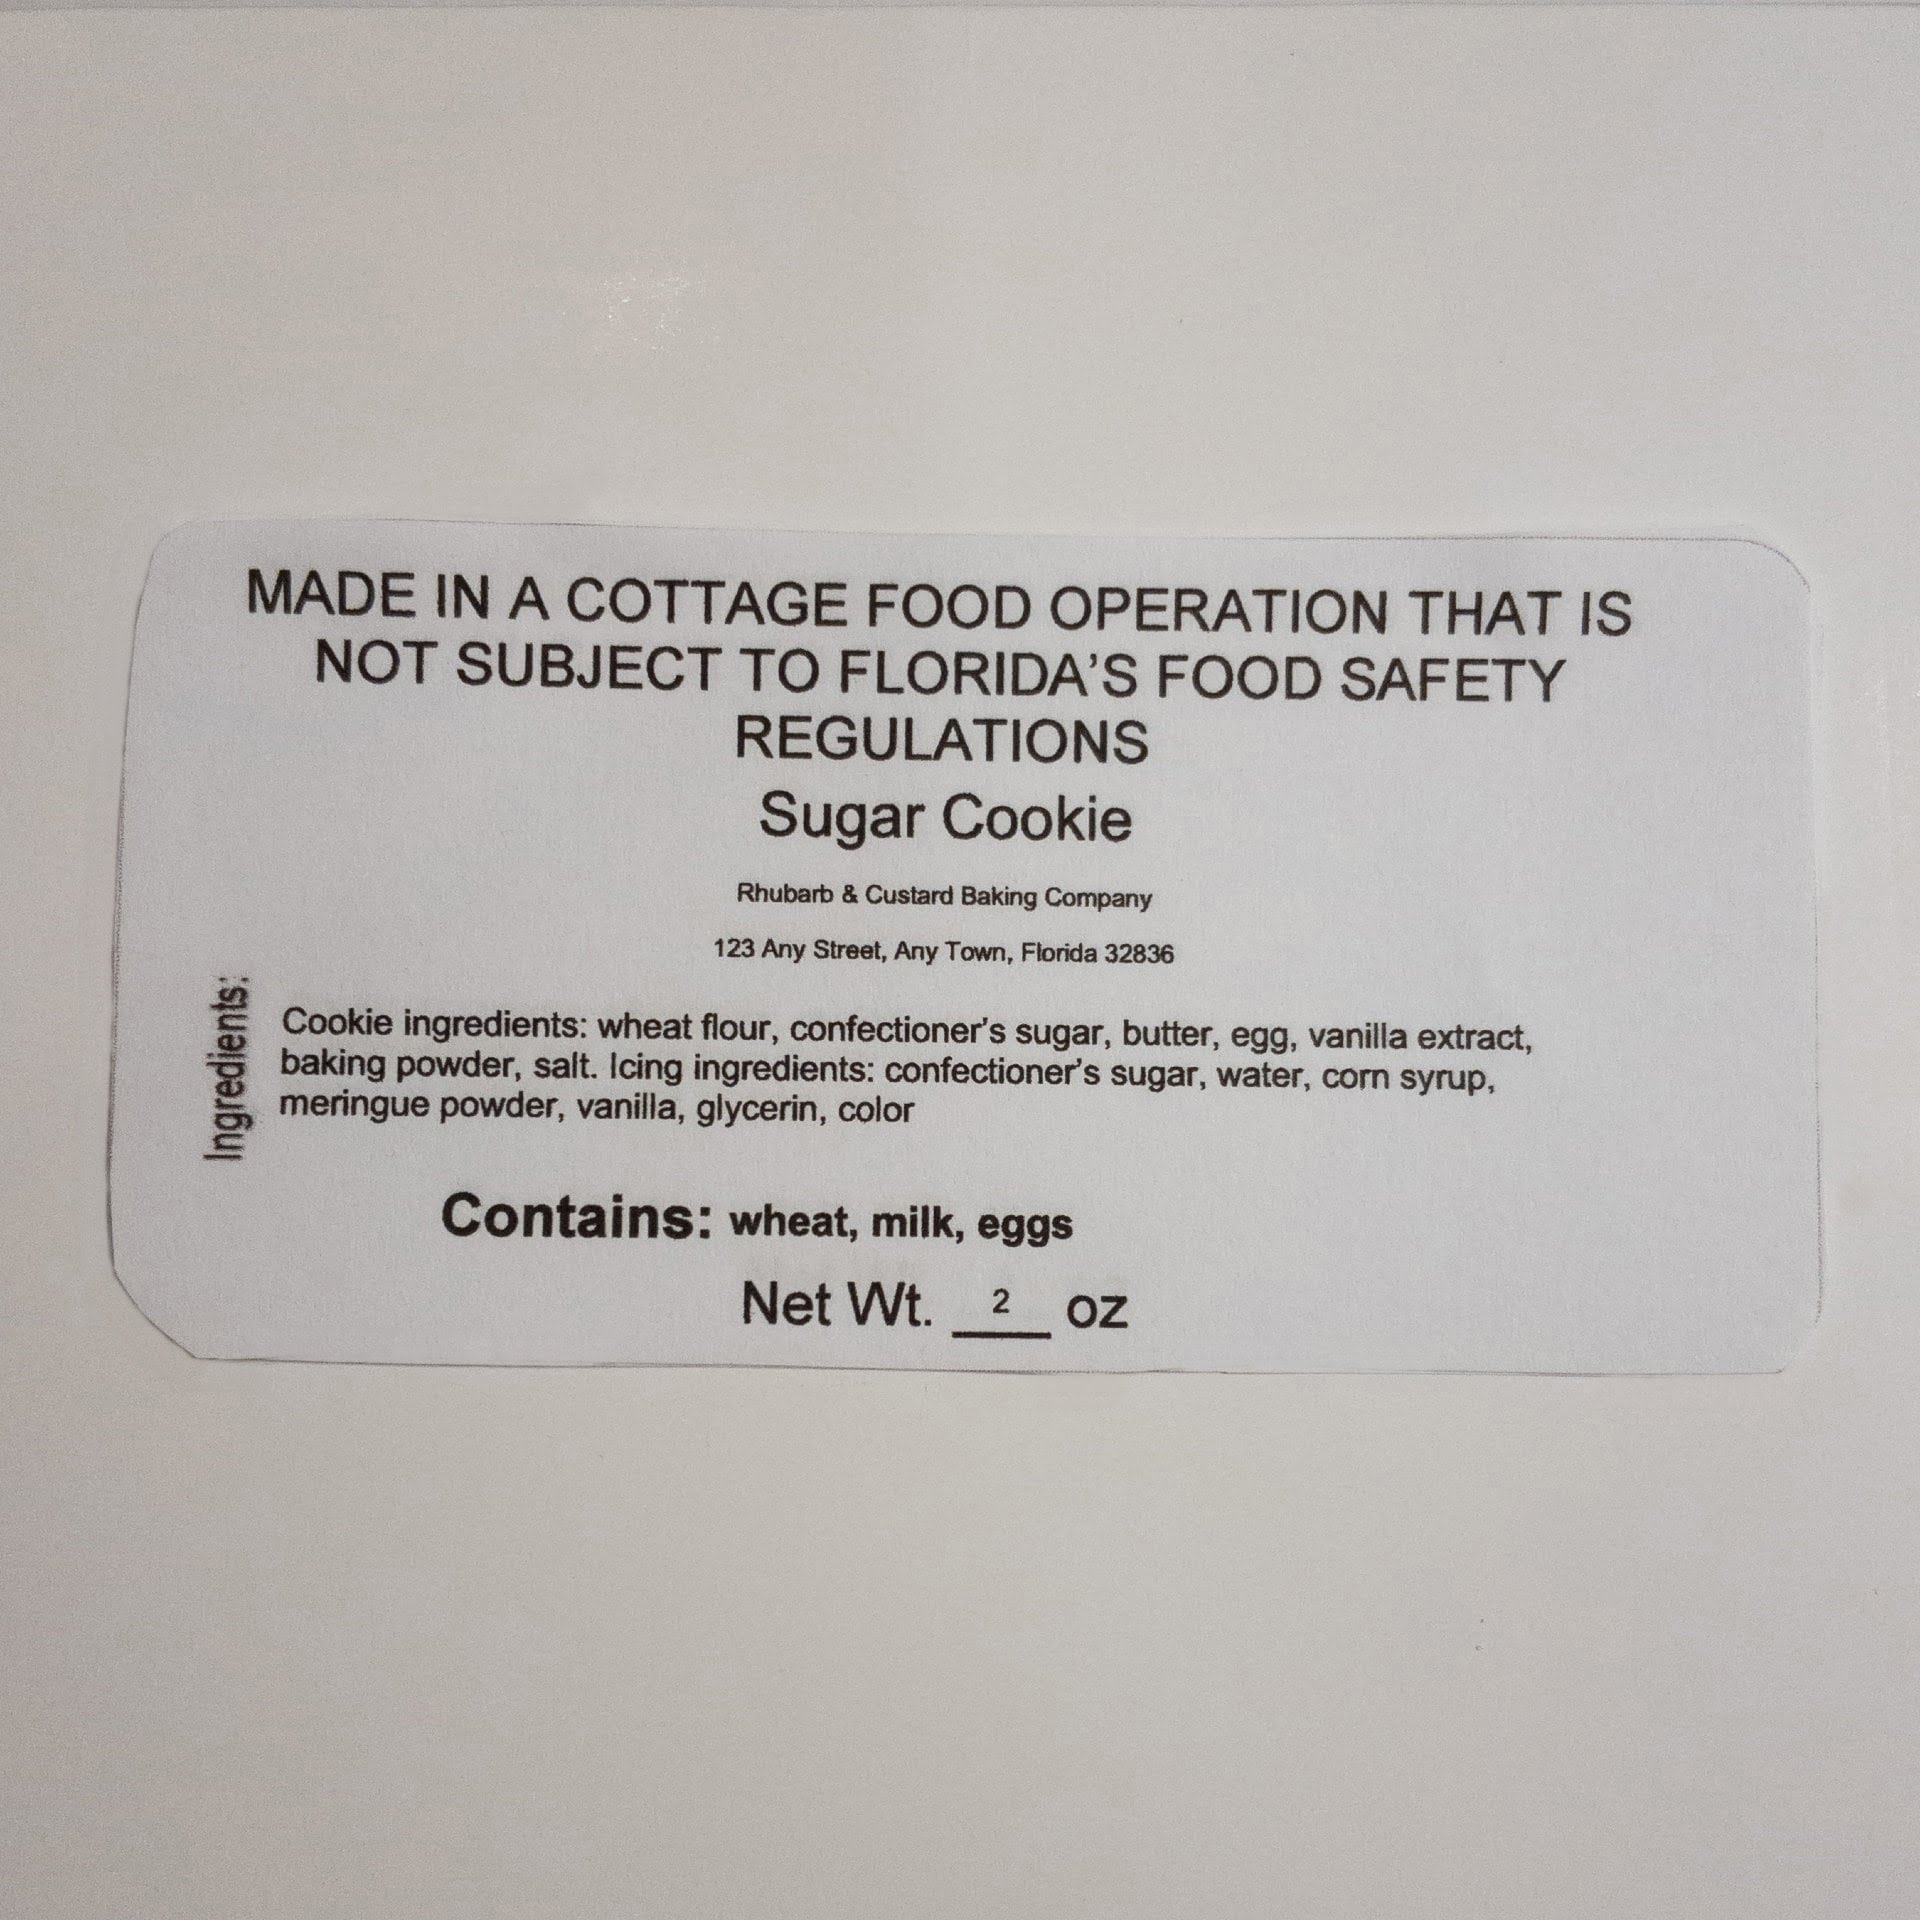 MADE IN A COTTAGE FOOD OPERATION THAT IS
NOT SUBJECT TO FLORIDA'S FOOD SAFETY
REGULATIONS
Sugar Cookie
Rhubarb & Custard Baking Company
123 Any Street, Any Town, Florida 32836
Ingredients:
Cookie ingredients: wheat flour, confectioner's sugar, butter, egg, vanilla extract,
baking powder, salt. Icing ingredients: confectioner's sugar, water, corn syrup,
meringue powder, vanilla, glycerin, color
Contains: wheat, milk, eggs
Net Wt. 2 oz